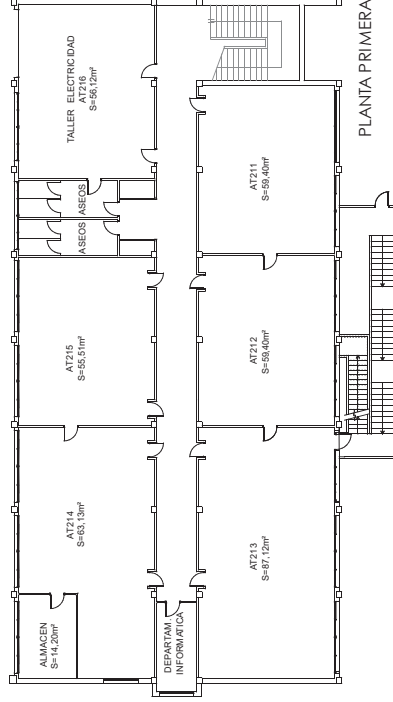 PLANTA PRIMERA
TALLER ELECTRICIDAD
AT216
S=56,12m²
AT211
S=59,40m²
ASEOS
ASEOS
AT215
S=55,51m²
AT212
S=59,40m²
AT214
S=63,13m²
AT213
S=87,12m²
ALMACEN
S=14,20m²
DEPARTAM.
INFORMATICA